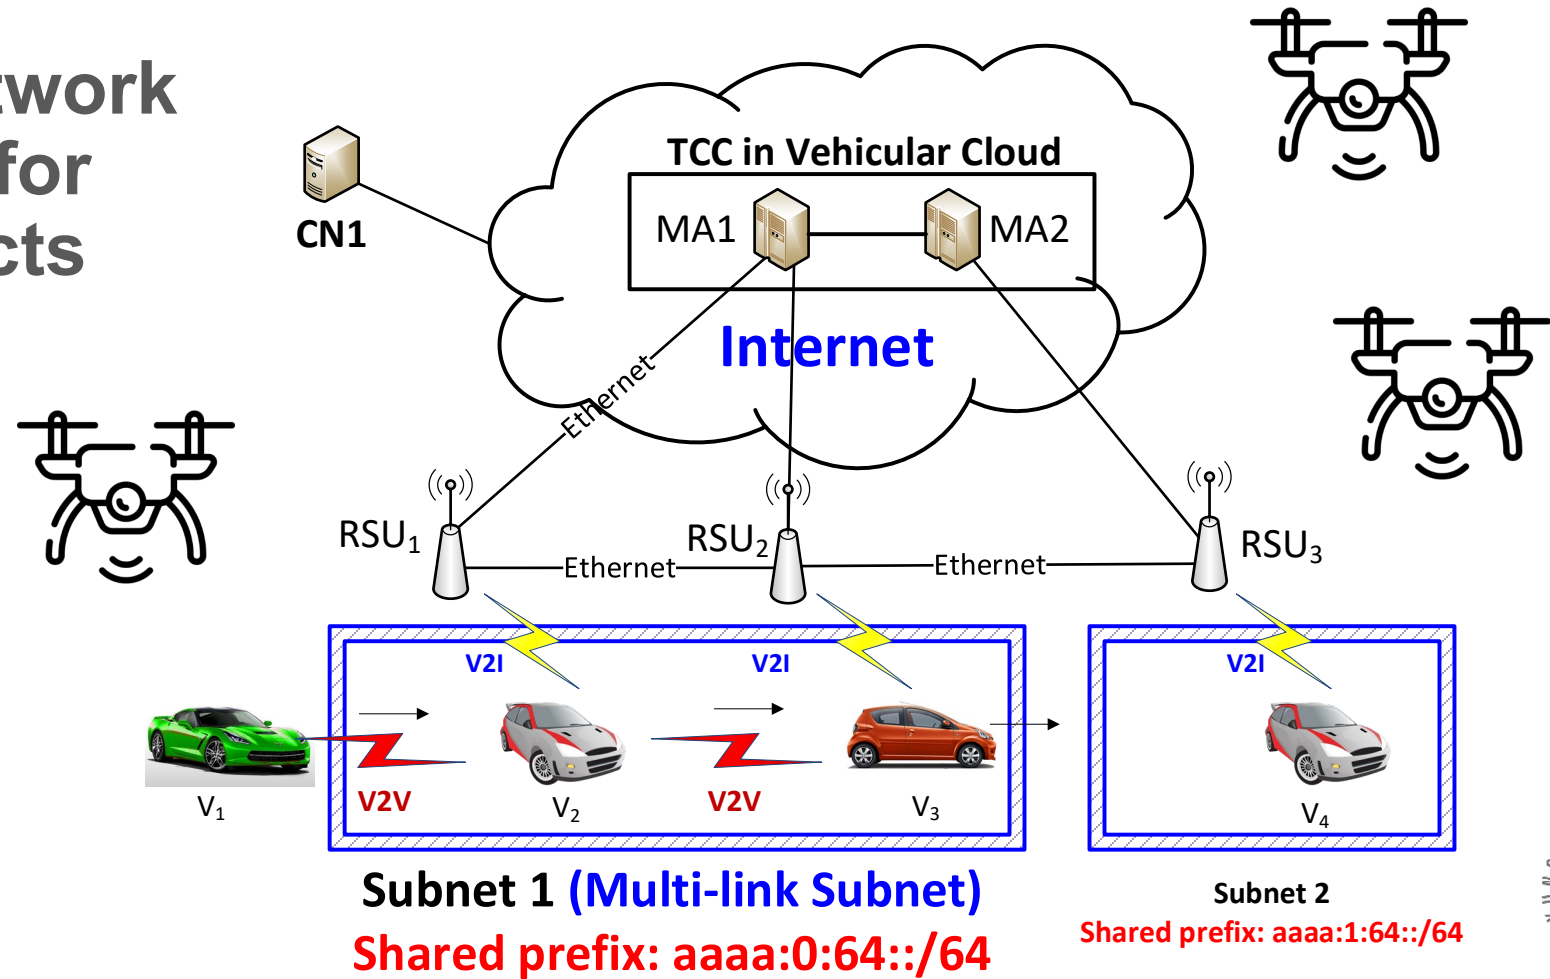 twork
for
cts
TCC in Vehicular Cloud
MA1
MA2
CN1
Internet
Ethernet
RSU1
RSU2
RSU3
Ethernet
Ethernet
V2I
V2I
V2I
V2V
V2V
V1
V2
V3
V4
Subnet 1 (Multi-link Subnet)
Shared prefix: aaaa:0:64::/64
Subnet 2
Shared prefix: aaaa:1:64::/64